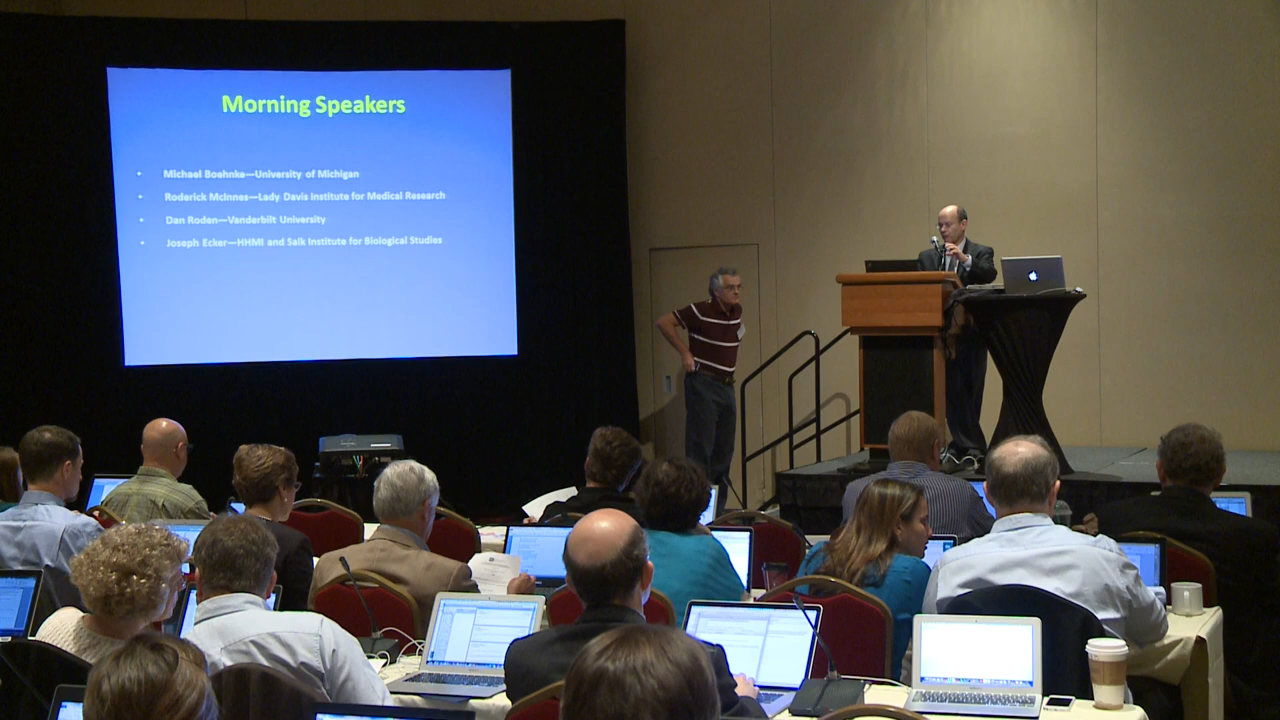 Morning Speakers
• Michael Boehnke—University of Michigan
• Roderick McInnes—Lady Davis Institute for Medical Research
• Dan Roden—Vanderbilt University
• Joseph Ecker—HHMI and Salk Institute for Biological Studies